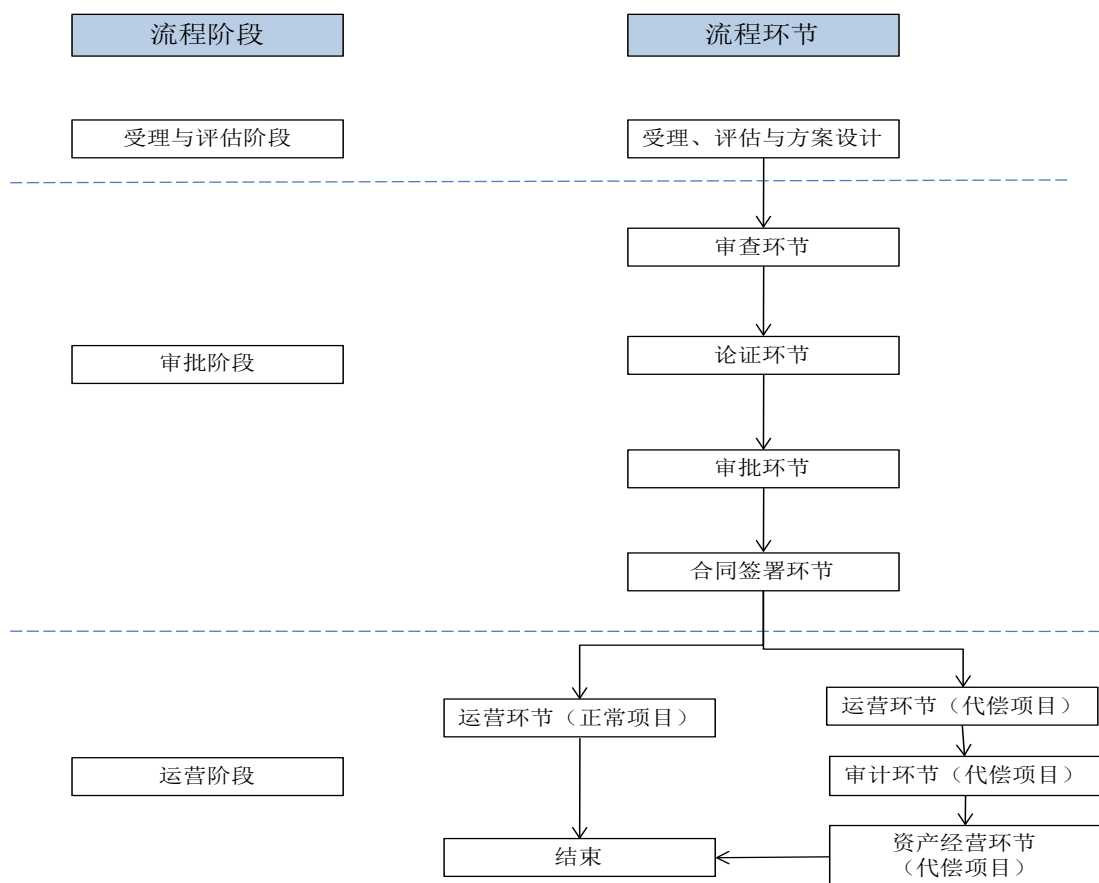 流程阶段
流程环节
受理与评估阶段
受理、评估与方案设计
审查环节
审批阶段
论证环节
审批环节
合同签署环节
运营环节（正常项目）
运营环节（代偿项目）
运营阶段
审计环节（代偿项目）
结束
资产经营环节
（代偿项目）